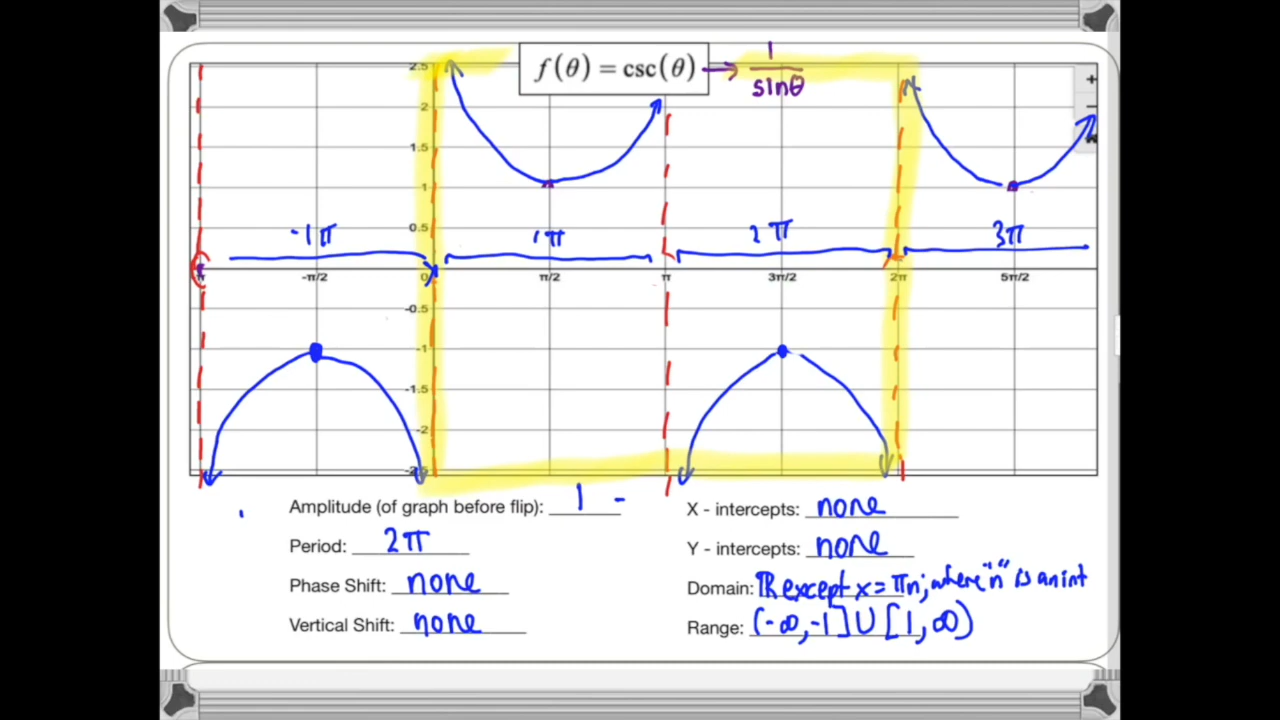 f(θ) = csc(θ) → 1/sinθ
2.5
2
1.5
1
0.5
-1π 1π 2π 3π
π -π/2 0 π/2 π 3π/2 2π 5π/2
-0.5
-1
-1.5
-2
-2.5
+
−
Amplitude (of graph before flip): 1 -
Period: 2π
Phase Shift: none
Vertical Shift: none
X - intercepts: none
Y - intercepts: none
Domain: ℝ except x = πn; where "n" is an int
Range: (-∞, -1] U [1, ∞)